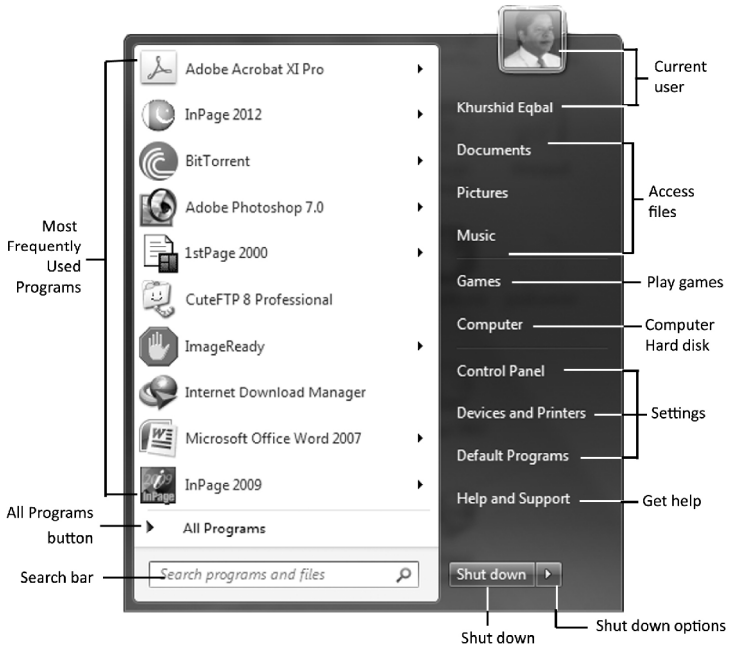 Adobe Acrobat XI Pro
InPage 2012
BitTorrent
Adobe Photoshop 7.0
1stPage 2000
CuteFTP 8 Professional
ImageReady
Internet Download Manager
Microsoft Office Word 2007
InPage 2009
All Programs
Search programs and files
Khurshid Eqbal
Documents
Pictures
Music
Games
Computer
Control Panel
Devices and Printers
Default Programs
Help and Support
Shut down
Most
Frequently
Used
Programs
All Programs
button
Search bar
Current
user
Access
files
Play games
Computer
Hard disk
Settings
Get help
Shut down options
Shut down
W
2009
i
InPage